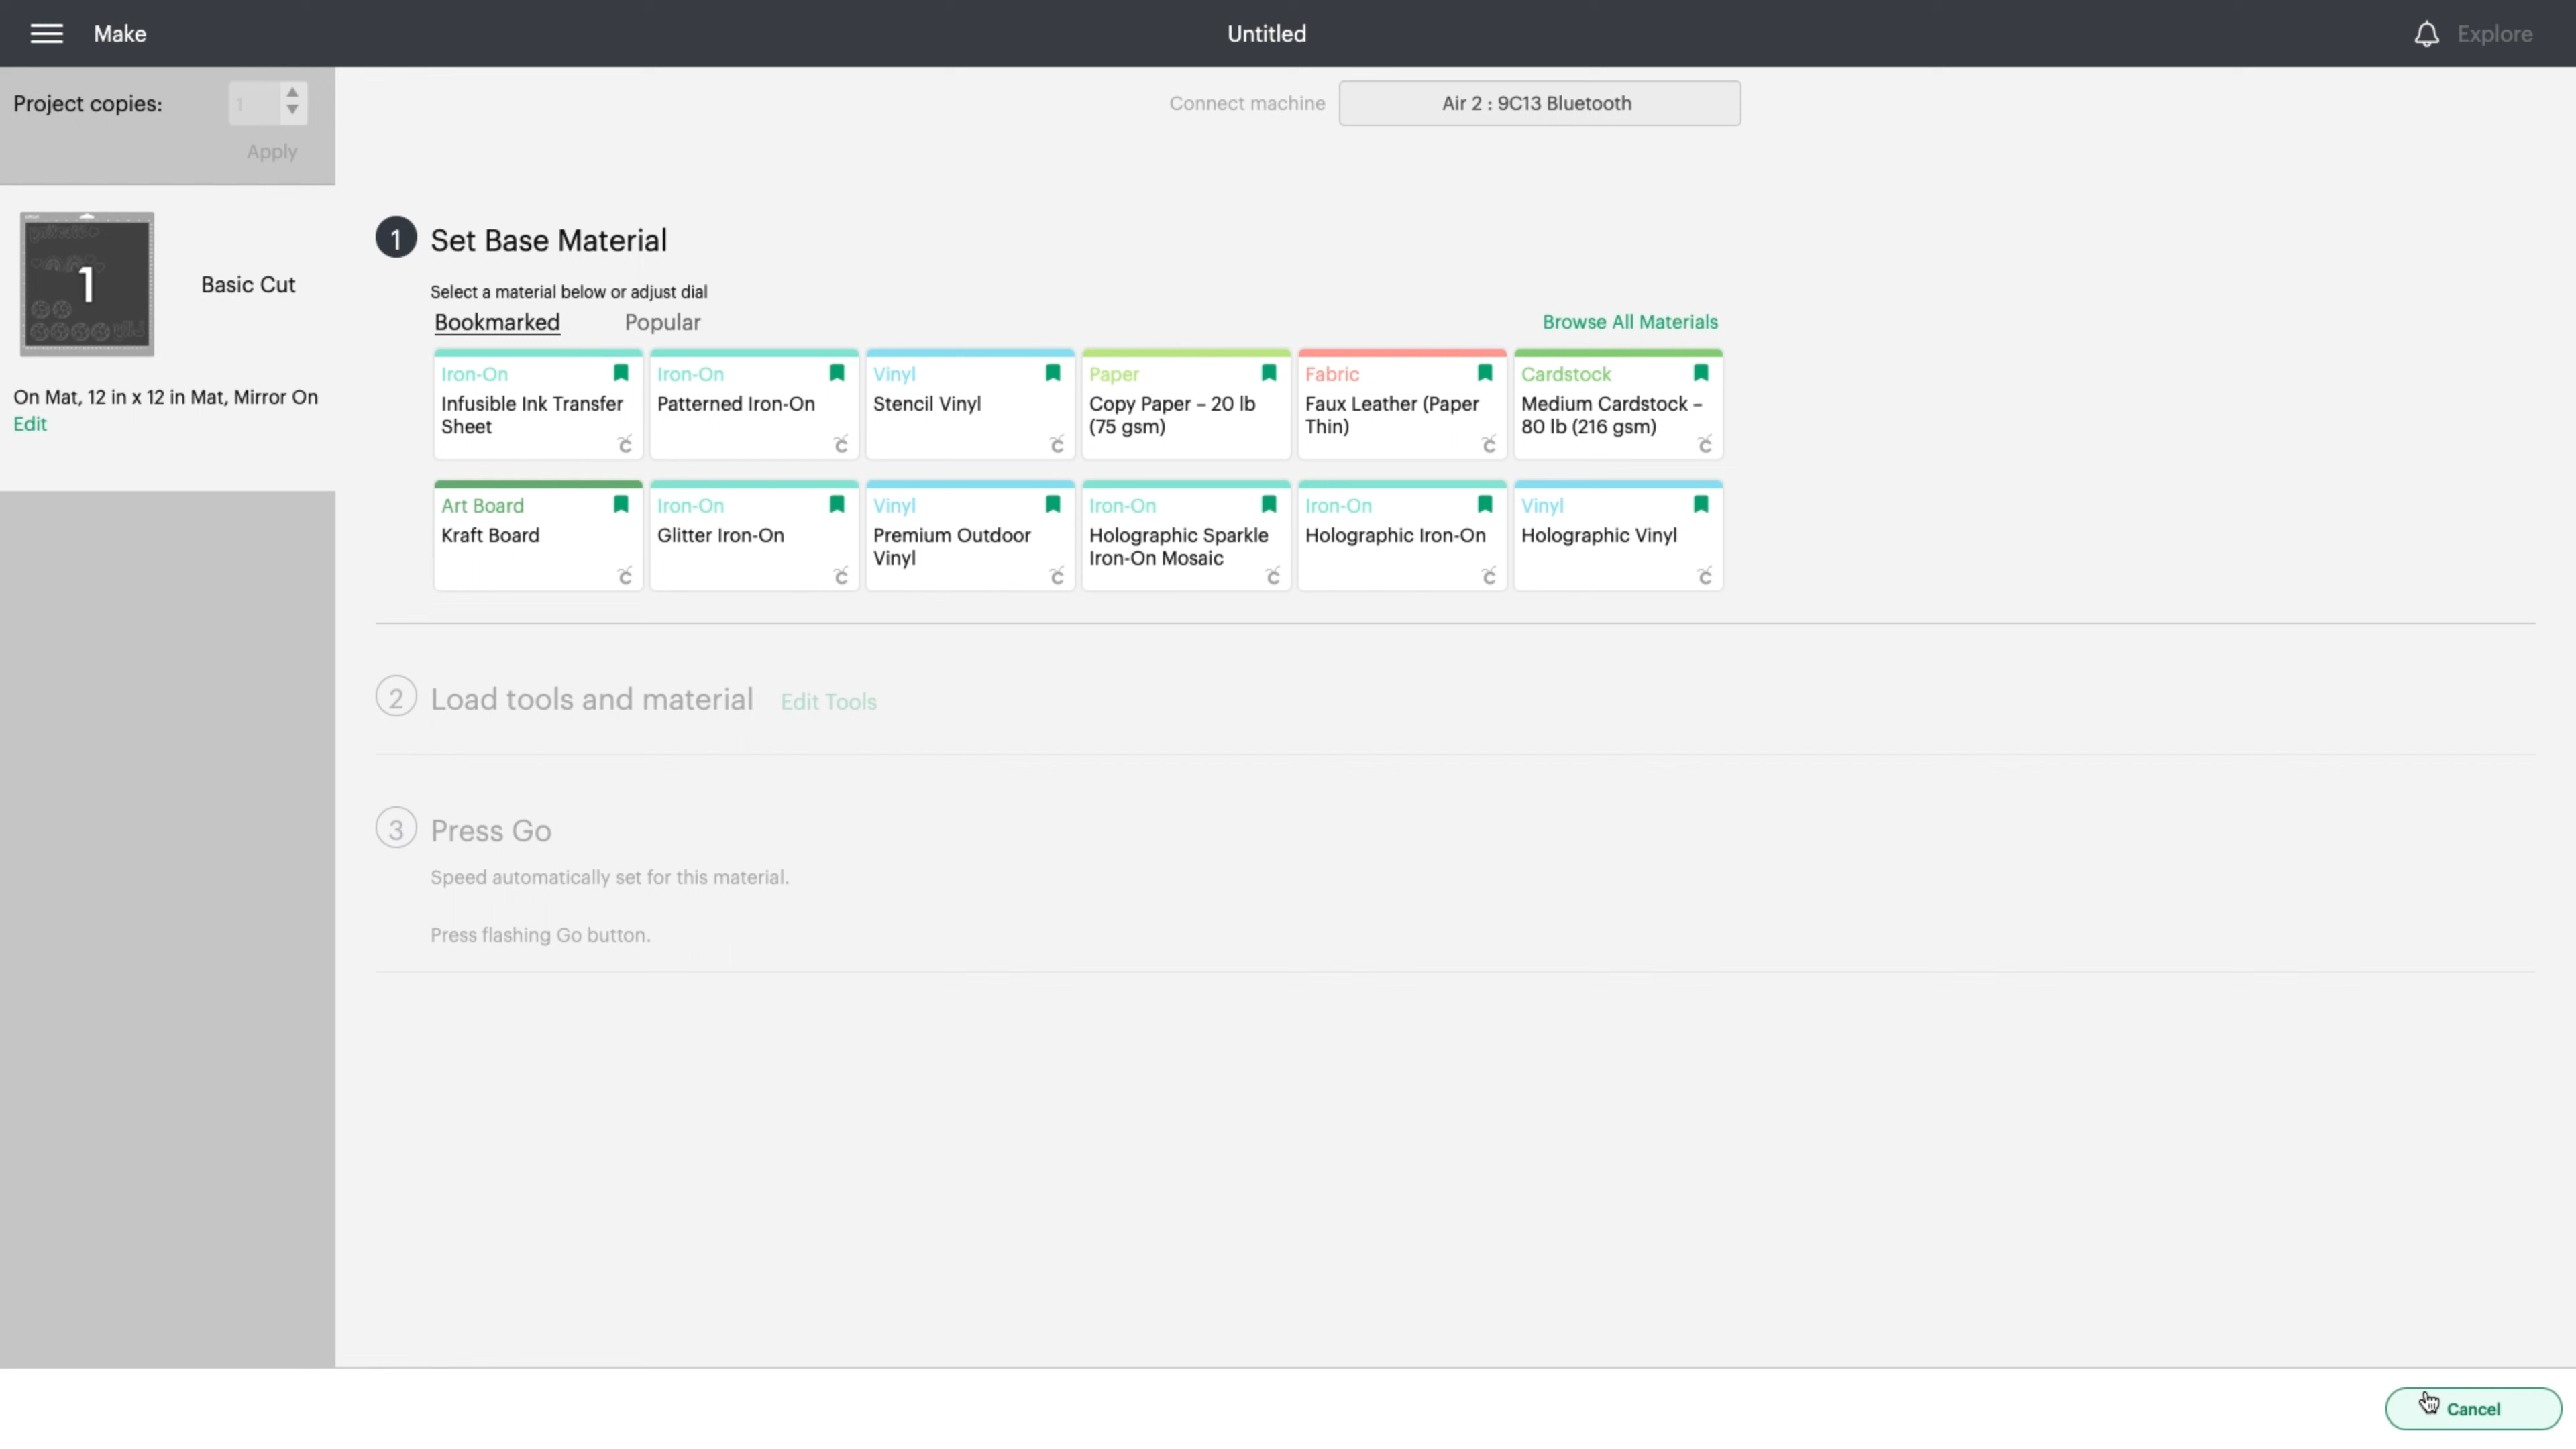 Make
Untitled
Explore
Project copies:
1
Apply
Connect machine
Air 2 : 9C13 Bluetooth
1
Basic Cut
On Mat, 12 in x 12 in Mat, Mirror On
Edit
1 Set Base Material
Select a material below or adjust dial
Bookmarked
Popular
Browse All Materials
Iron-On
Infusible Ink Transfer
Sheet
Iron-On
Patterned Iron-On
Vinyl
Stencil Vinyl
Paper
Copy Paper – 20 lb
(75 gsm)
Fabric
Faux Leather (Paper
Thin)
Cardstock
Medium Cardstock –
80 lb (216 gsm)
Art Board
Kraft Board
Iron-On
Glitter Iron-On
Vinyl
Premium Outdoor
Vinyl
Iron-On
Holographic Sparkle
Iron-On Mosaic
Iron-On
Holographic Iron-On
Vinyl
Holographic Vinyl
2 Load tools and material Edit Tools
3 Press Go
Speed automatically set for this material.
Press flashing Go button.
Cancel